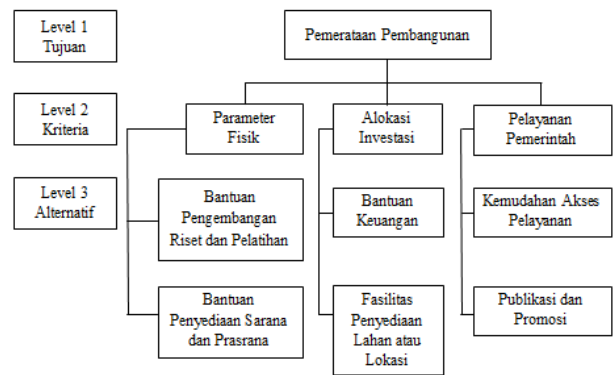 Level 1
Tujuan
Pemerataan Pembangunan
Level 2
Kriteria
Parameter
Fisik
Alokasi
Investasi
Pelayanan
Pemerintah
Level 3
Alternatif
Bantuan
Pengembangan
Riset dan Pelatihan
Bantuan
Keuangan
Kemudahan Akses
Pelayanan
Bantuan
Penyediaan Sarana
dan Prasrana
Fasilitas
Penyediaan
Lahan atau
Lokasi
Publikasi dan
Promosi